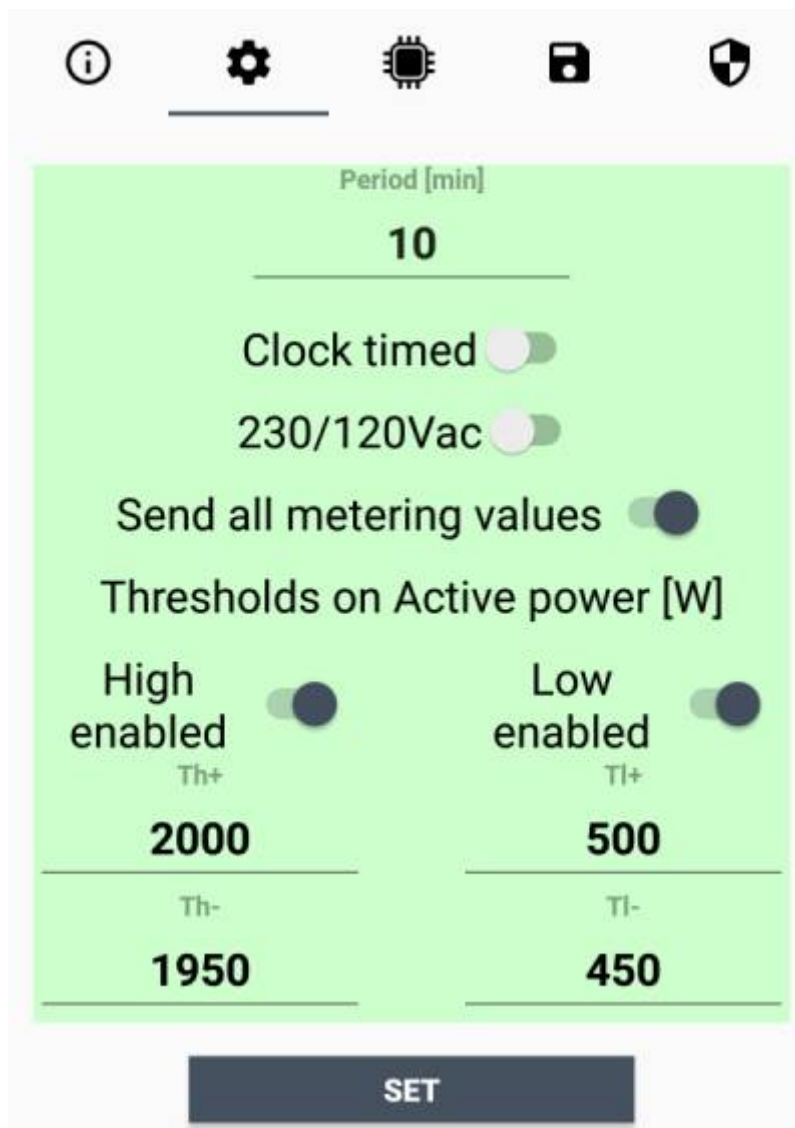 Period [min]
10
Clock timed
230/120Vac
Send all metering values
Thresholds on Active power [W]
High
enabled
Low
enabled
Th+
Tl+
2000
500
Th-
Tl-
1950
450
SET